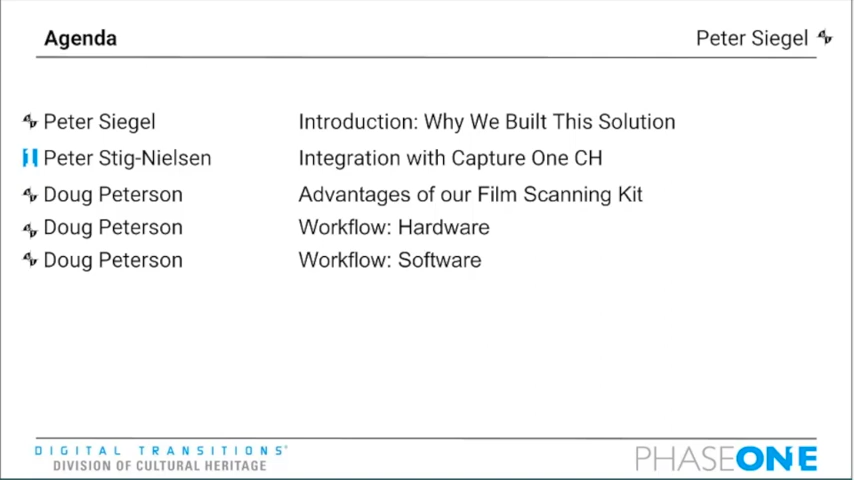 Agenda Peter Siegel
Peter Siegel Introduction: Why We Built This Solution
Peter Stig-Nielsen Integration with Capture One CH
Doug Peterson Advantages of our Film Scanning Kit
Doug Peterson Workflow: Hardware
Doug Peterson Workflow: Software
DIGITAL TRANSITIONS
DIVISION OF CULTURAL HERITAGE
PHASEONE